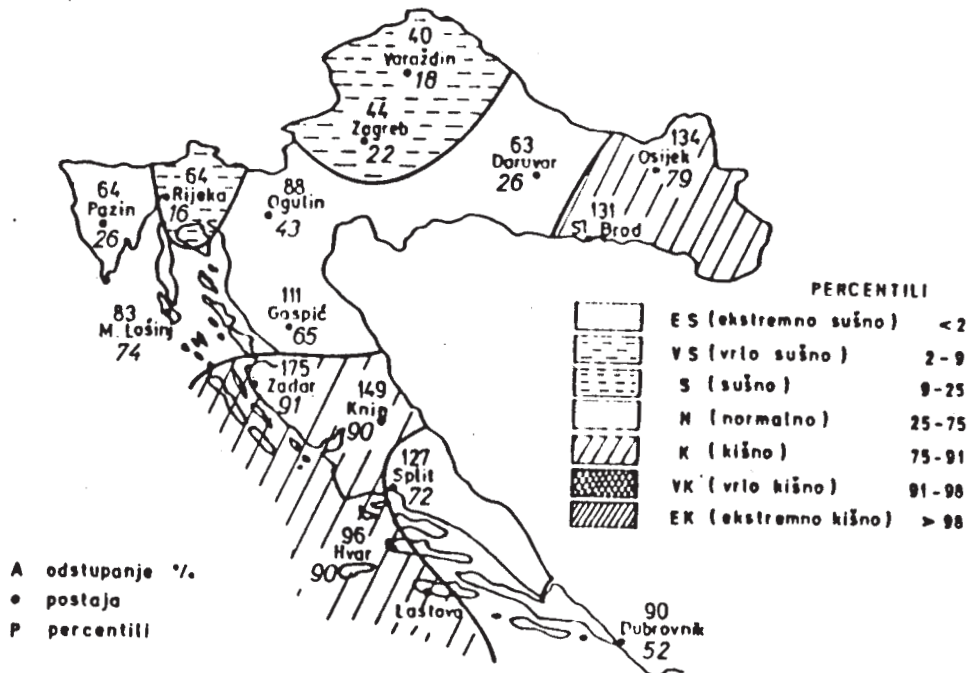 40
Varaždin
18
44
Zagreb
22
63
Daruvar
26
134
Osijek
79
131
Sl. Brod
64
Pazin
26
64
Rijeka
16
S
88
Ogulin
43
83
M. Lošinj
74
N
111
Gospić
65
175
Zadar
91
149
Knin
90
127
Split
72
96
Hvar
90
Lastovo
90
Dubrovnik
52
PERCENTILI
ES (ekstremno sušno) < 2
VS (vrlo sušno) 2-9
S (sušno) 9-25
N (normalno) 25-75
K (kišno) 75-91
VK (vrlo kišno) 91-98
EK (ekstremno kišno) > 98
A odstupanje %
• postaja
P percentili